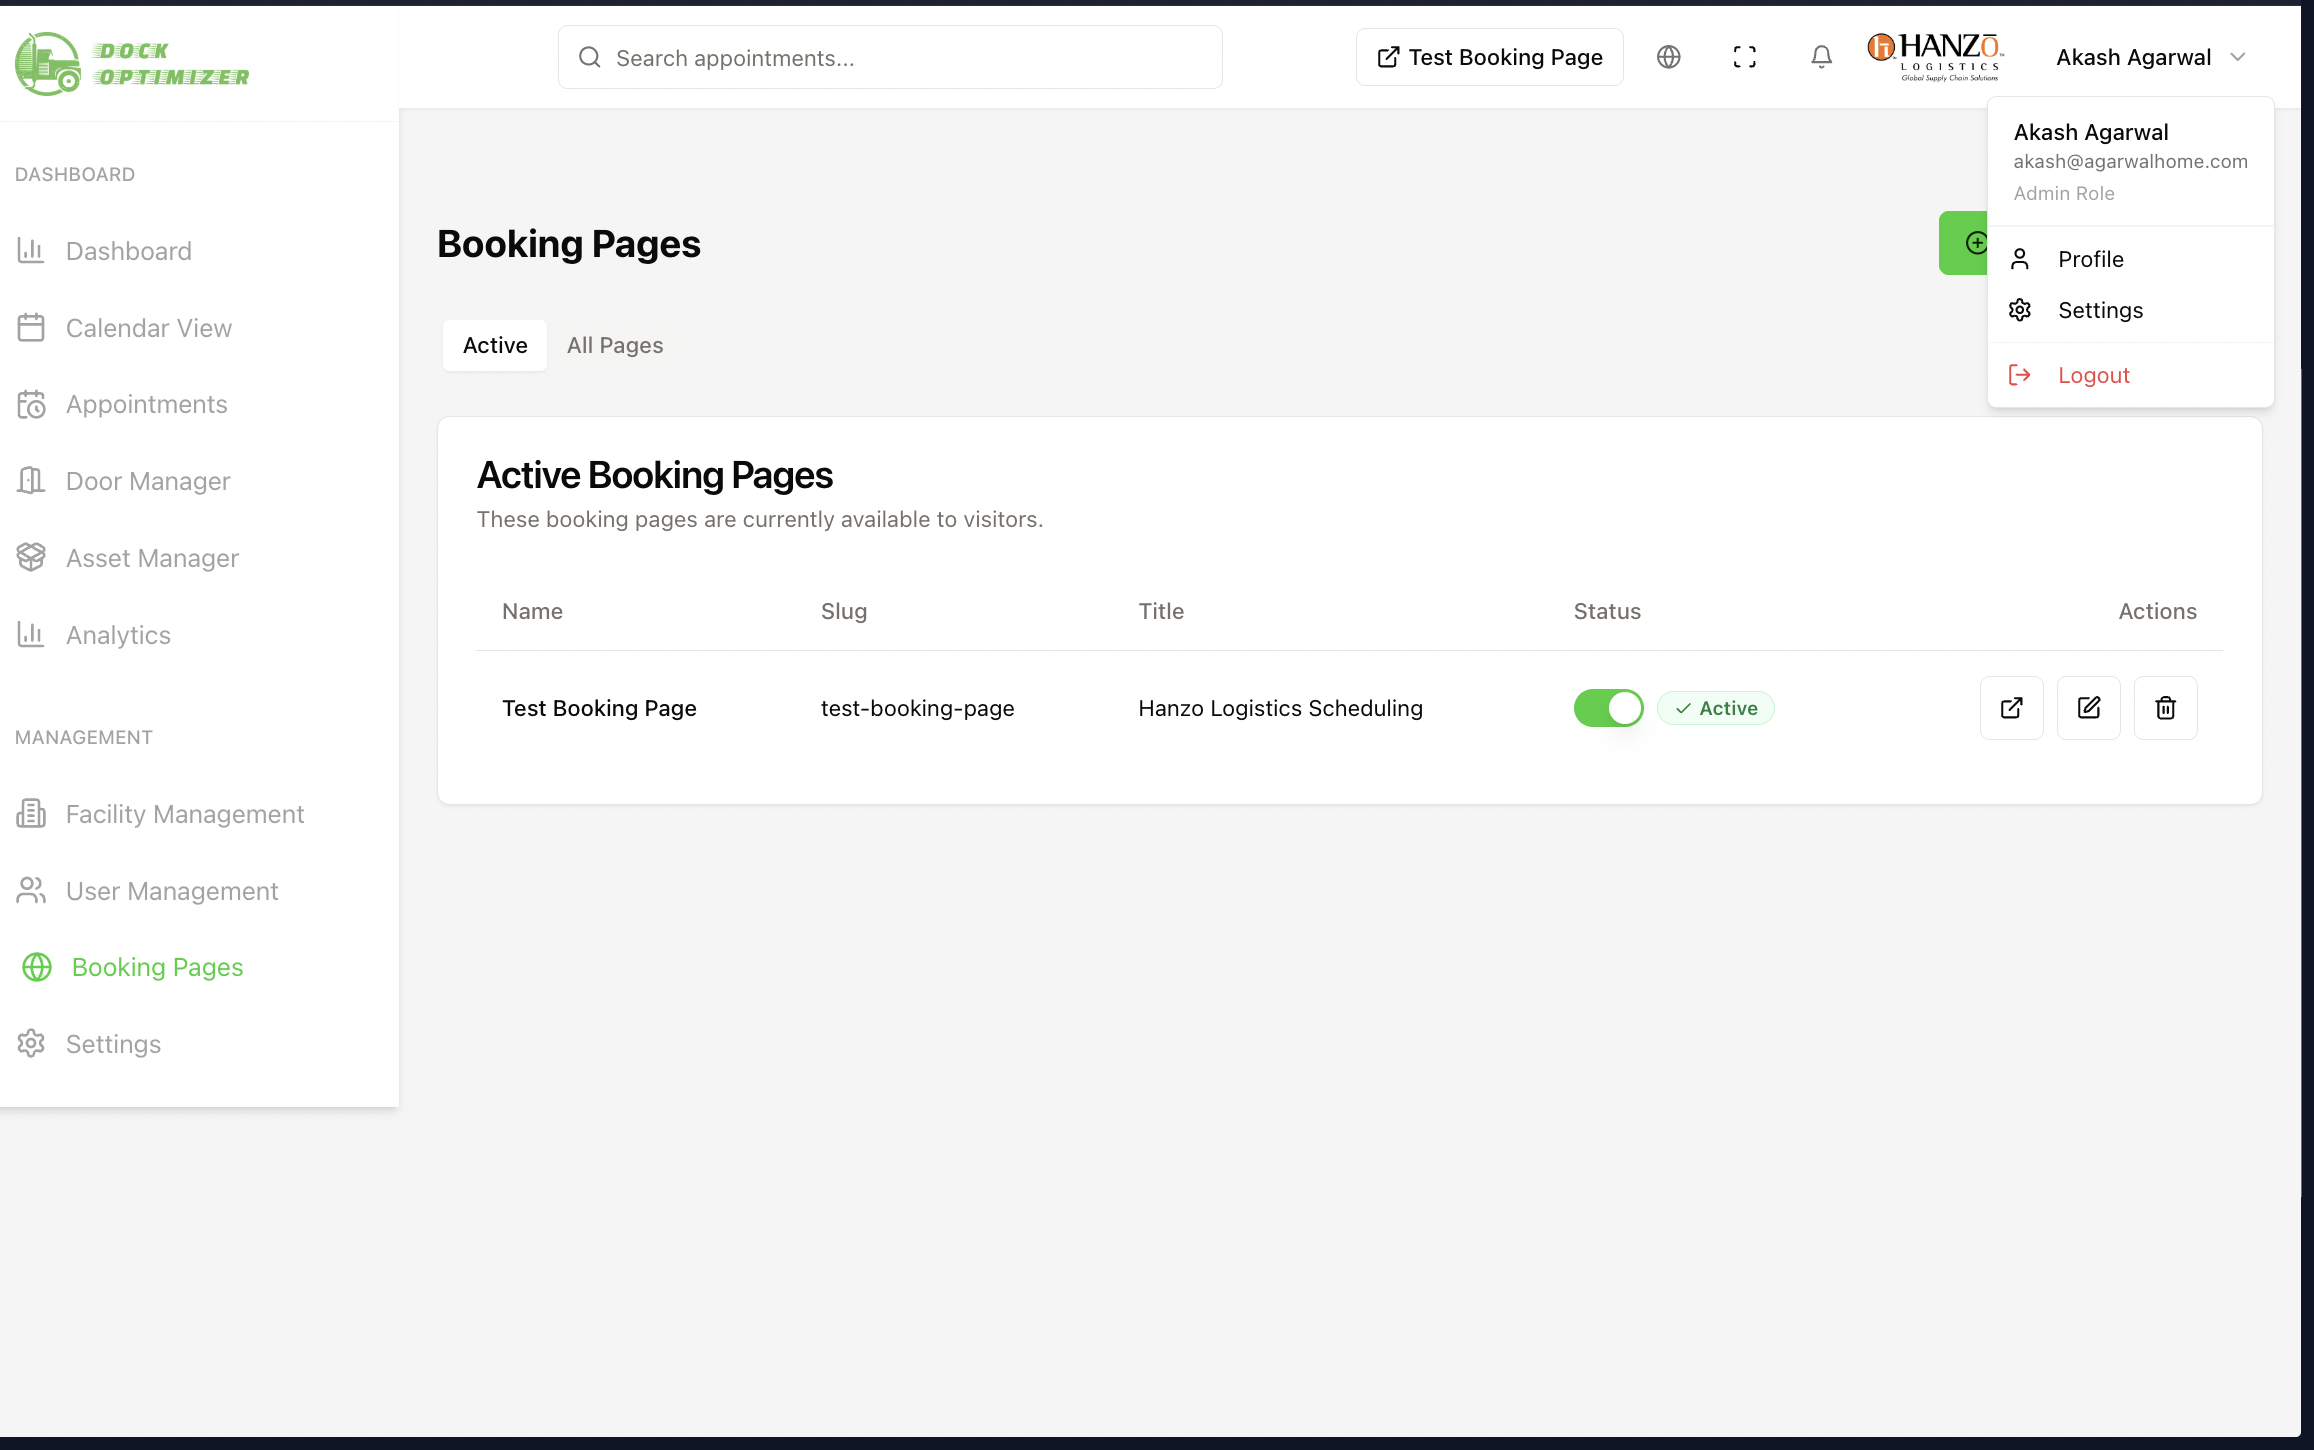 DOCK
OPTIMIZER
Search appointments...
Test Booking Page
HANZO
LOGISTICS
Global Supply Chain Solutions
Akash Agarwal
Akash Agarwal
akash@agarwalhome.com
Admin Role
Profile
Settings
Logout
DASHBOARD
Dashboard
Calendar View
Appointments
Door Manager
Asset Manager
Analytics
MANAGEMENT
Facility Management
User Management
Booking Pages
Settings
Booking Pages
Active
All Pages
Active Booking Pages
These booking pages are currently available to visitors.
Name Slug Title Status Actions
Test Booking Page test-booking-page Hanzo Logistics Scheduling Active